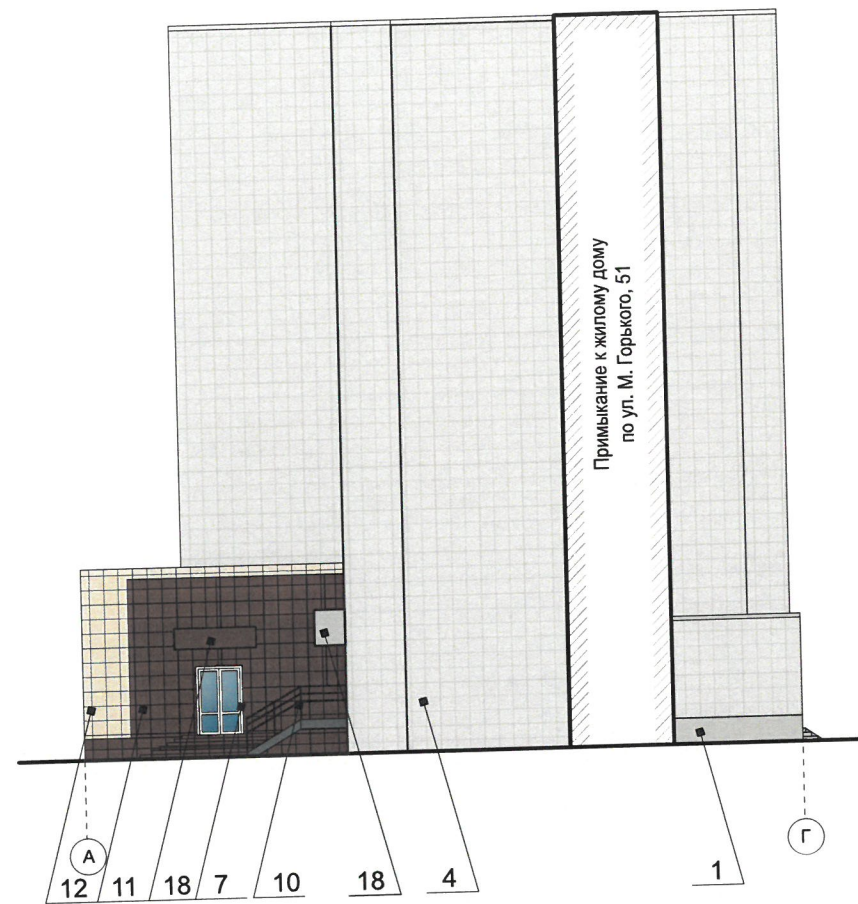 Примыкание к жилому дому
по ул. М. Горького, 51
А
Г
12 11 18 7 10 18 4 1